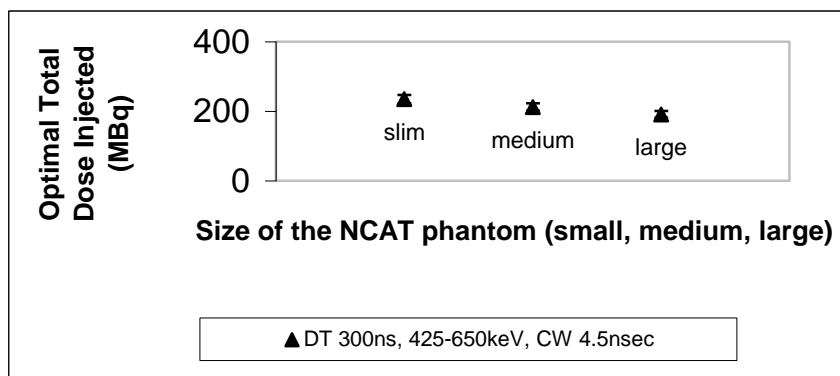 Optimal Total
Dose Injected
(MBq)
400
200
0
slim
medium
large
Size of the NCAT phantom (small, medium, large)
DT 300ns, 425-650keV, CW 4.5nsec